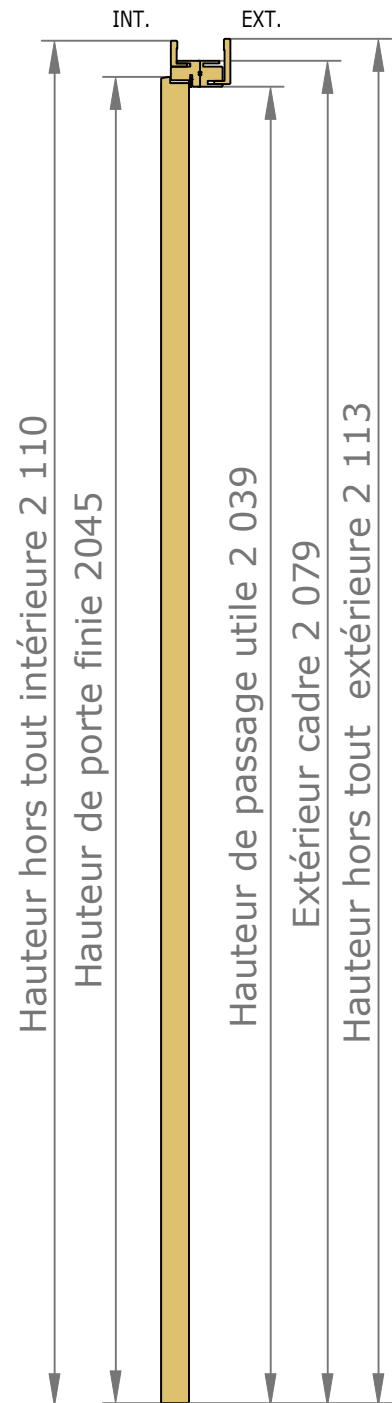 INT.
EXT.
Hauteur hors tout intérieure 2 110
Hauteur de porte finie 2045
Hauteur de passage utile 2 039
Extérieur cadre 2 079
Hauteur hors tout  extérieure 2 113